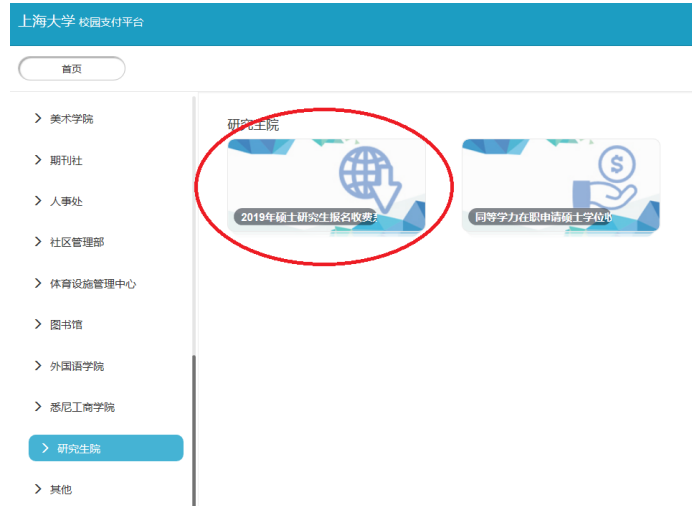 上海大学 校园支付平台
首页
美术学院
期刊社
人事处
社区管理部
体育设施管理中心
图书馆
外国语学院
悉尼工商学院
研究生院
其他
研究生院
2019年硕士研究生报名收费
同等学力在职申请硕士学位